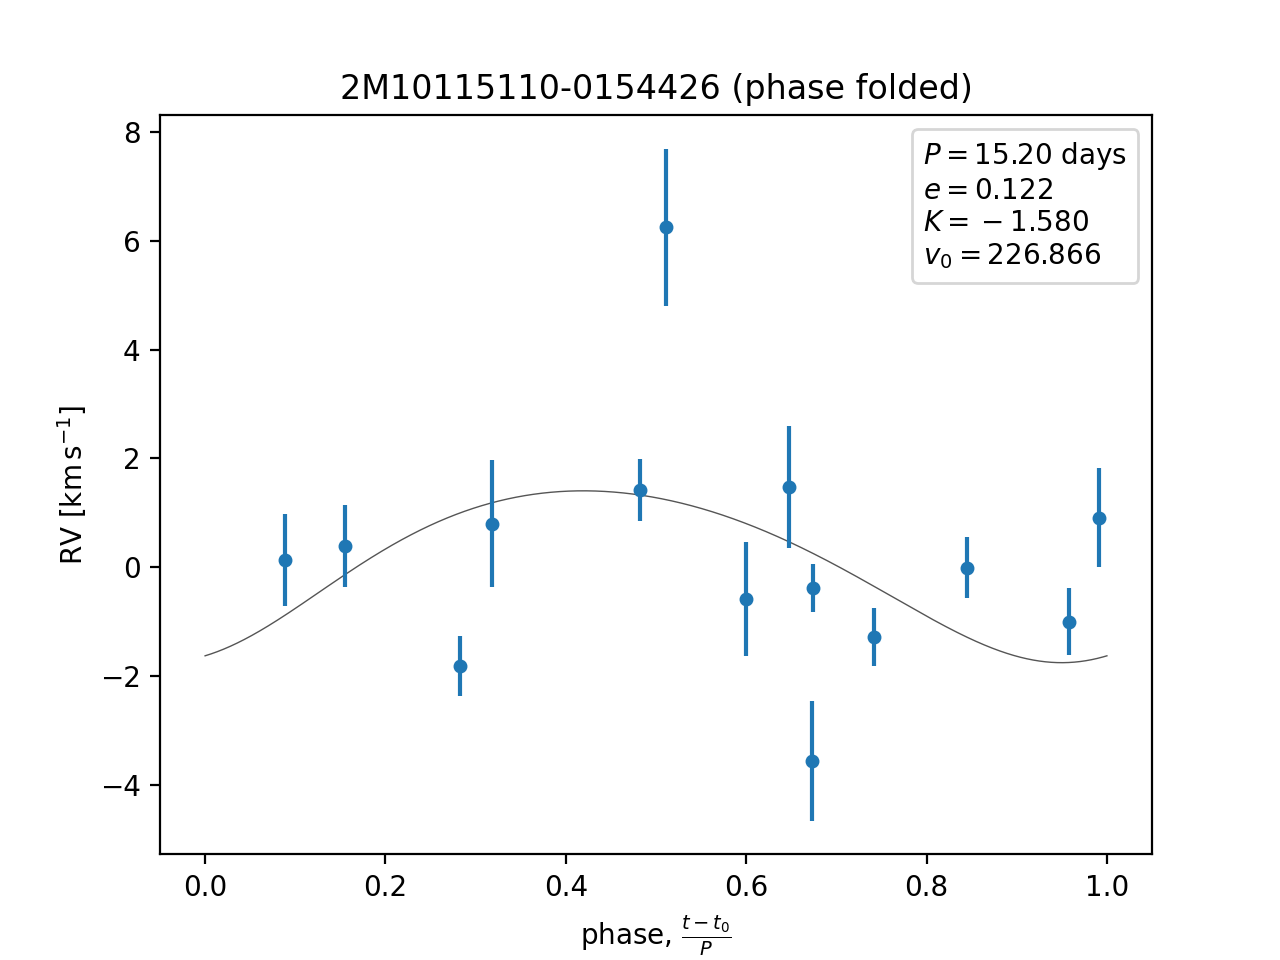 2M10115110-0154426 (phase folded)
P = 15.20 days
e = 0.122
K = −1.580
v₀ = 226.866
8
6
4
2
0
−2
−4
RV [km s⁻¹]
0.0 0.2 0.4 0.6 0.8 1.0
phase, (t − t₀)/P